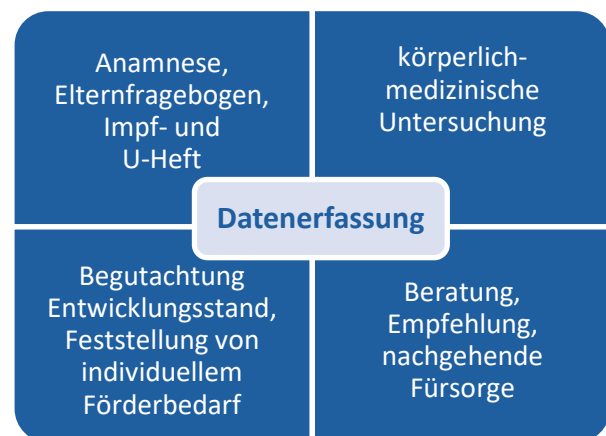 Anamnese,
Elternfragebogen,
Impf- und
U-Heft
körperlich-
medizinische
Untersuchung
Datenerfassung
Begutachtung
Entwicklungsstand,
Feststellung von
individuellem
Förderbedarf
Beratung,
Empfehlung,
nachgehende
Fürsorge